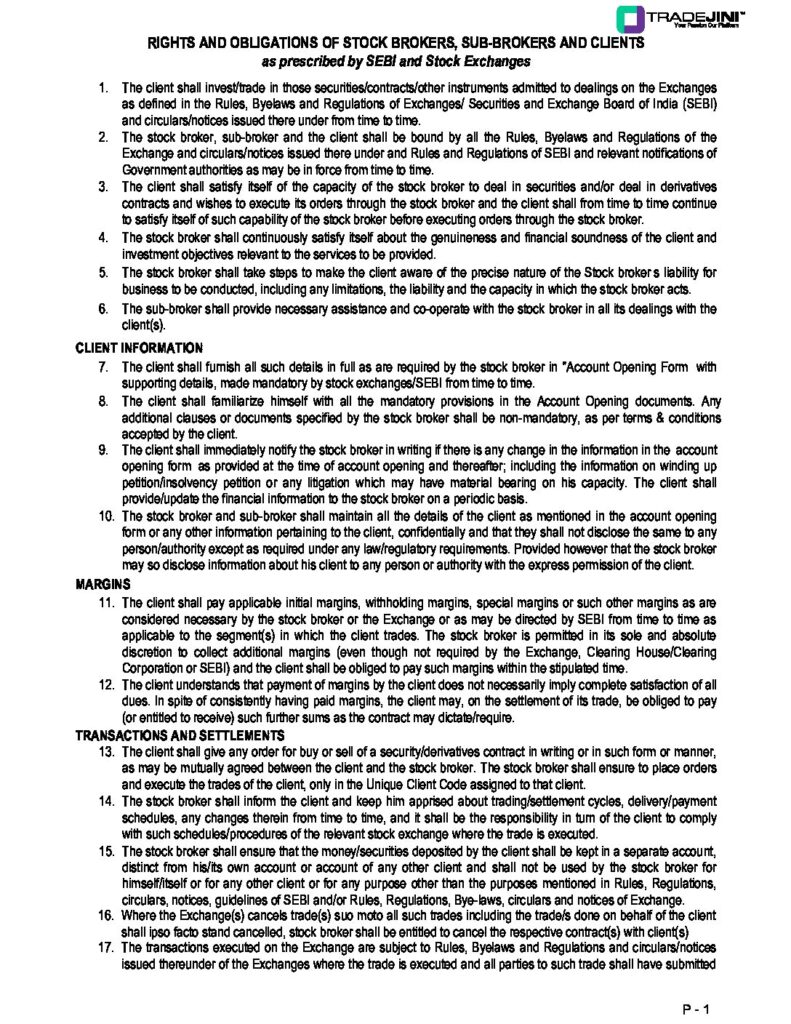 TRADEJINI™
Your Passion Our Platform
RIGHTS AND OBLIGATIONS OF STOCK BROKERS, SUB-BROKERS AND CLIENTS
as prescribed by SEBI and Stock Exchanges
1. The client shall invest/trade in those securities/contracts/other instruments admitted to dealings on the Exchanges
as defined in the Rules, Byelaws and Regulations of Exchanges/ Securities and Exchange Board of India (SEBI)
and circulars/notices issued there under from time to time.
2. The stock broker, sub-broker and the client shall be bound by all the Rules, Byelaws and Regulations of the
Exchange and circulars/notices issued there under and Rules and Regulations of SEBI and relevant notifications of
Government authorities as may be in force from time to time.
3. The client shall satisfy itself of the capacity of the stock broker to deal in securities and/or deal in derivatives
contracts and wishes to execute its orders through the stock broker and the client shall from time to time continue
to satisfy itself of such capability of the stock broker before executing orders through the stock broker.
4. The stock broker shall continuously satisfy itself about the genuineness and financial soundness of the client and
investment objectives relevant to the services to be provided.
5. The stock broker shall take steps to make the client aware of the precise nature of the Stock broker s liability for
business to be conducted, including any limitations, the liability and the capacity in which the stock broker acts.
6. The sub-broker shall provide necessary assistance and co-operate with the stock broker in all its dealings with the
client(s).
CLIENT INFORMATION
7. The client shall furnish all such details in full as are required by the stock broker in "Account Opening Form with
supporting details, made mandatory by stock exchanges/SEBI from time to time.
8. The client shall familiarize himself with all the mandatory provisions in the Account Opening documents. Any
additional clauses or documents specified by the stock broker shall be non-mandatory, as per terms & conditions
accepted by the client.
9. The client shall immediately notify the stock broker in writing if there is any change in the information in the account
opening form as provided at the time of account opening and thereafter; including the information on winding up
petition/insolvency petition or any litigation which may have material bearing on his capacity. The client shall
provide/update the financial information to the stock broker on a periodic basis.
10. The stock broker and sub-broker shall maintain all the details of the client as mentioned in the account opening
form or any other information pertaining to the client, confidentially and that they shall not disclose the same to any
person/authority except as required under any law/regulatory requirements. Provided however that the stock broker
may so disclose information about his client to any person or authority with the express permission of the client.
MARGINS
11. The client shall pay applicable initial margins, withholding margins, special margins or such other margins as are
considered necessary by the stock broker or the Exchange or as may be directed by SEBI from time to time as
applicable to the segment(s) in which the client trades. The stock broker is permitted in its sole and absolute
discretion to collect additional margins (even though not required by the Exchange, Clearing House/Clearing
Corporation or SEBI) and the client shall be obliged to pay such margins within the stipulated time.
12. The client understands that payment of margins by the client does not necessarily imply complete satisfaction of all
dues. In spite of consistently having paid margins, the client may, on the settlement of its trade, be obliged to pay
(or entitled to receive) such further sums as the contract may dictate/require.
TRANSACTIONS AND SETTLEMENTS
13. The client shall give any order for buy or sell of a security/derivatives contract in writing or in such form or manner,
as may be mutually agreed between the client and the stock broker. The stock broker shall ensure to place orders
and execute the trades of the client, only in the Unique Client Code assigned to that client.
14. The stock broker shall inform the client and keep him apprised about trading/settlement cycles, delivery/payment
schedules, any changes therein from time to time, and it shall be the responsibility in turn of the client to comply
with such schedules/procedures of the relevant stock exchange where the trade is executed.
15. The stock broker shall ensure that the money/securities deposited by the client shall be kept in a separate account,
distinct from his/its own account or account of any other client and shall not be used by the stock broker for
himself/itself or for any other client or for any purpose other than the purposes mentioned in Rules, Regulations,
circulars, notices, guidelines of SEBI and/or Rules, Regulations, Bye-laws, circulars and notices of Exchange.
16. Where the Exchange(s) cancels trade(s) suo moto all such trades including the trade/s done on behalf of the client
shall ipso facto stand cancelled, stock broker shall be entitled to cancel the respective contract(s) with client(s)
17. The transactions executed on the Exchange are subject to Rules, Byelaws and Regulations and circulars/notices
issued thereunder of the Exchanges where the trade is executed and all parties to such trade shall have submitted
P - 1